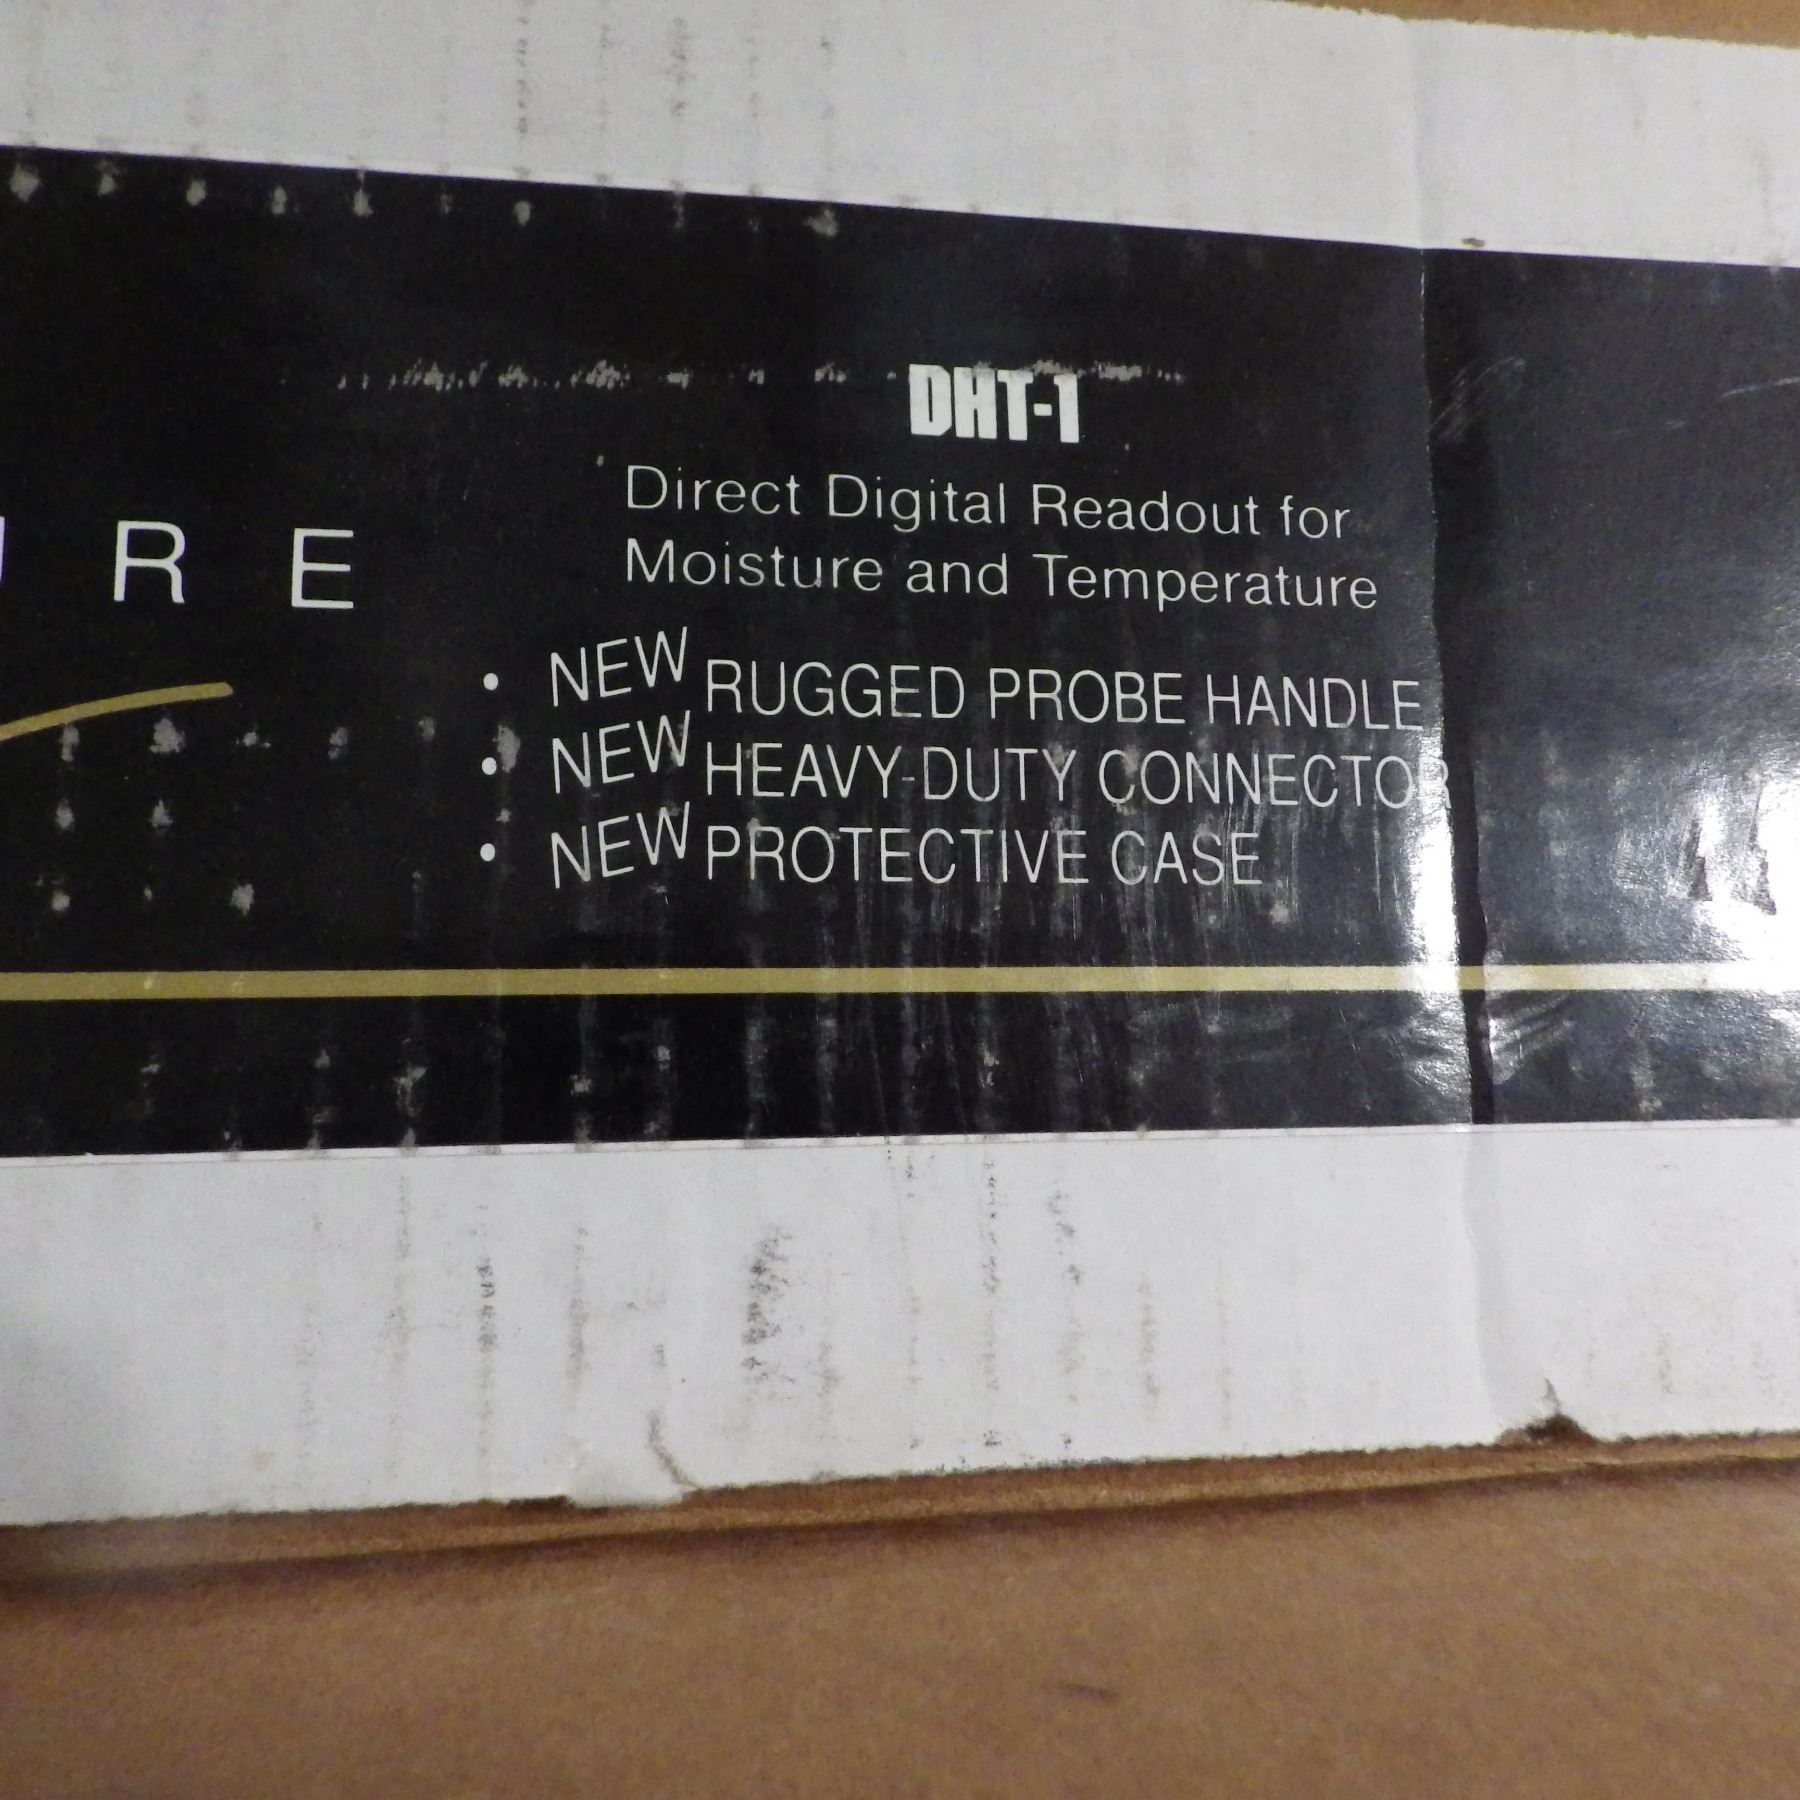 URE
DHT-1
Direct Digital Readout for
Moisture and Temperature
• NEW RUGGED PROBE HANDLE
• NEW HEAVY-DUTY CONNECTOR
• NEW PROTECTIVE CASE